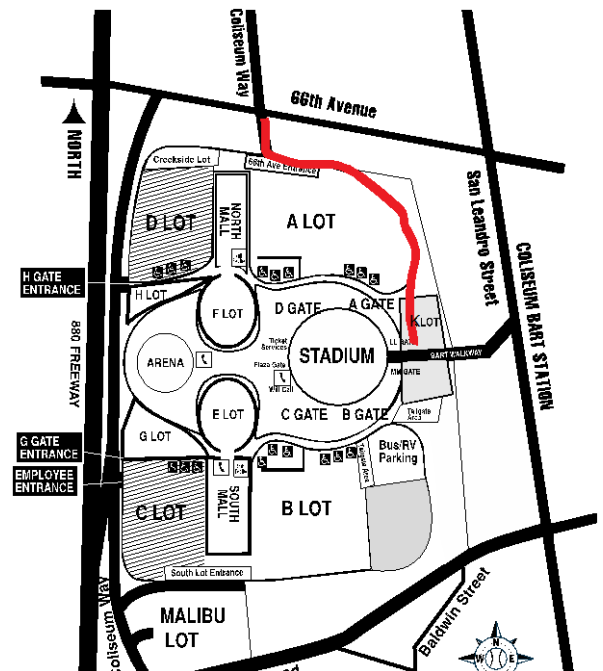 Coliseum Way
66th Avenue
NORTH
Creekside Lot
66th Ave Entrance
San Leandro Street
D LOT
NORTH
MALL
A LOT
COLISEUM BART STATION
H GATE
ENTRANCE
H LOT
F LOT
D GATE
A GATE
KLOT
880 FREEWAY
ARENA
Ticket
Services
STADIUM
BART WALKWAY
Plaza Gate
Will Call
MM GATE
E LOT
C GATE
B GATE
Tailgate
Area
G GATE
ENTRANCE
G LOT
Bus/RV
Parking
EMPLOYEE
ENTRANCE
C LOT
SOUTH
MALL
B LOT
South Lot Entrance
Coliseum Way
MALIBU
LOT
Baldwin Street
N
W
E